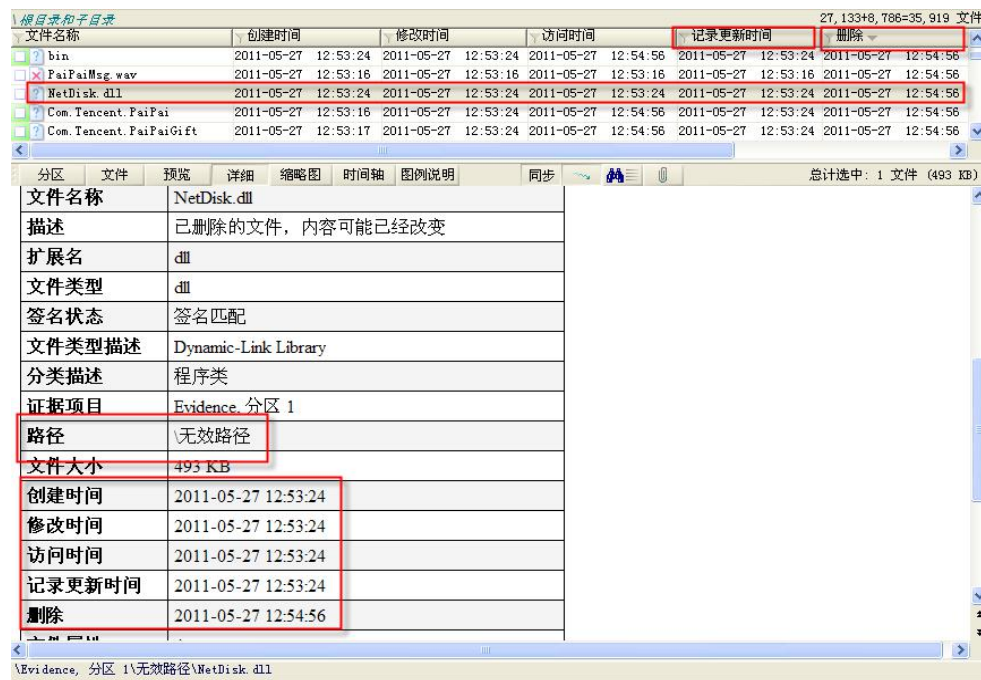 \根目录和子目录 27,133+8,786=35,919 文件
文件名称 创建时间 修改时间 访问时间 记录更新时间 删除
bin 2011-05-27 12:53:24 2011-05-27 12:53:24 2011-05-27 12:54:56 2011-05-27 12:53:24 2011-05-27 12:54:56
PaiPaiMsg.wav 2011-05-27 12:53:16 2011-05-27 12:53:16 2011-05-27 12:53:16 2011-05-27 12:53:16 2011-05-27 12:54:56
NetDisk.dll 2011-05-27 12:53:24 2011-05-27 12:53:24 2011-05-27 12:53:24 2011-05-27 12:53:24 2011-05-27 12:54:56
Com.Tencent.PaiPai 2011-05-27 12:53:16 2011-05-27 12:53:24 2011-05-27 12:54:56 2011-05-27 12:53:24 2011-05-27 12:54:56
Com.Tencent.PaiPaiGift 2011-05-27 12:53:17 2011-05-27 12:53:24 2011-05-27 12:54:56 2011-05-27 12:53:24 2011-05-27 12:54:56
分区 文件 预览 详细 缩略图 时间轴 图例说明 同步 总计选中: 1 文件 (493 KB)
文件名称 NetDisk.dll
描述 已删除的文件，内容可能已经改变
扩展名 dll
文件类型 dll
签名状态 签名匹配
文件类型描述 Dynamic-Link Library
分类描述 程序类
证据项目 Evidence, 分区 1
路径 \无效路径
文件大小 493 KB
创建时间 2011-05-27 12:53:24
修改时间 2011-05-27 12:53:24
访问时间 2011-05-27 12:53:24
记录更新时间 2011-05-27 12:53:24
删除 2011-05-27 12:54:56
\Evidence, 分区 1\无效路径\NetDisk.dll